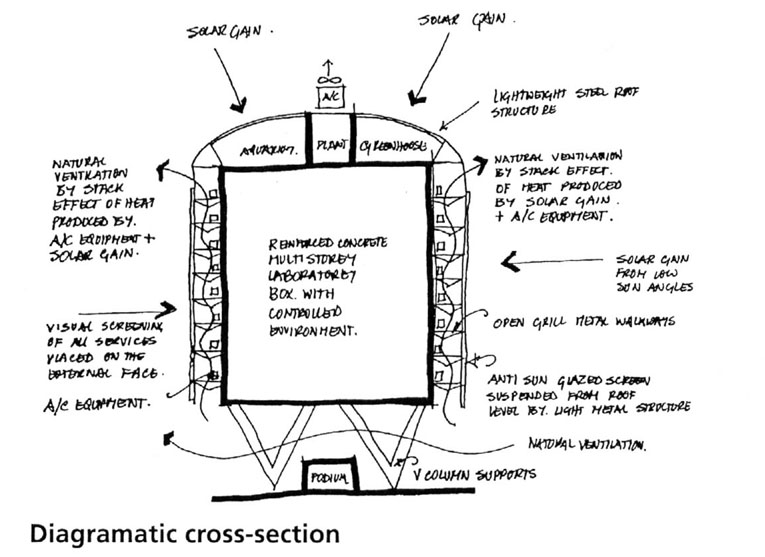 SOLAR GAIN.
SOLAR GAIN.
A/C
LIGHTWEIGHT STEEL ROOF
STRUCTURE
PLANT
GREENHOUSE
NATURAL
VENTILATION
BY STACK
EFFECT OF HEAT
PRODUCED BY.
A/C EQUIPMENT +
SOLAR GAIN.
NATURAL VENTILATION
BY STACK EFFECT.
OF HEAT PRODUCED
BY SOLAR GAIN.
+ A/C EQUIPMENT.
REINFORCED CONCRETE
MULTISTOREY
LABORATOREY
BOX. WITH
CONTROLLED
ENVIRONMENT.
SOLAR GAIN
FROM LOW
SUN ANGLES
VISUAL SCREENING
OF ALL SERVICES
PLACED ON THE
EXTERNAL FACE.
A/C EQUIPMENT.
OPEN GRILL METAL WALKWAYS
ANTI SUN GLAZED SCREEN
SUSPENDED FROM ROOF
LEVEL BY. LIGHT METAL STRUCTURE
NATURAL VENTILATION.
PODIUM
V COLUMN SUPPORTS
Diagramatic cross-section